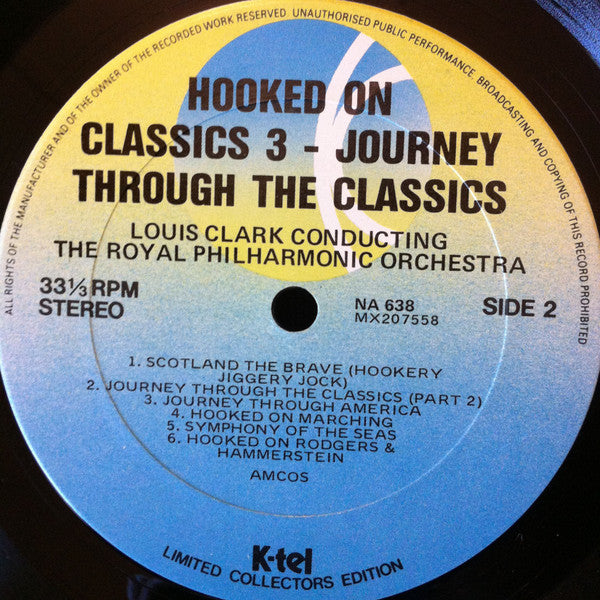 ALL RIGHTS OF THE MANUFACTURER AND OF THE OWNER OF THE RECORDED WORK RESERVED. UNAUTHORISED PUBLIC PERFORMANCE, BROADCASTING AND COPYING OF THIS RECORD PROHIBITED
HOOKED ON
CLASSICS 3 - JOURNEY
THROUGH THE CLASSICS
LOUIS CLARK CONDUCTING
THE ROYAL PHILHARMONIC ORCHESTRA
33⅓ RPM
STEREO
NA 638
MX207558
SIDE 2
1. SCOTLAND THE BRAVE (HOOKERY
JIGGERY JOCK)
2. JOURNEY THROUGH THE CLASSICS (PART 2)
3. JOURNEY THROUGH AMERICA
4. HOOKED ON MARCHING
5. SYMPHONY OF THE SEAS
6. HOOKED ON RODGERS &
HAMMERSTEIN
AMCOS
K-tel
LIMITED COLLECTORS EDITION